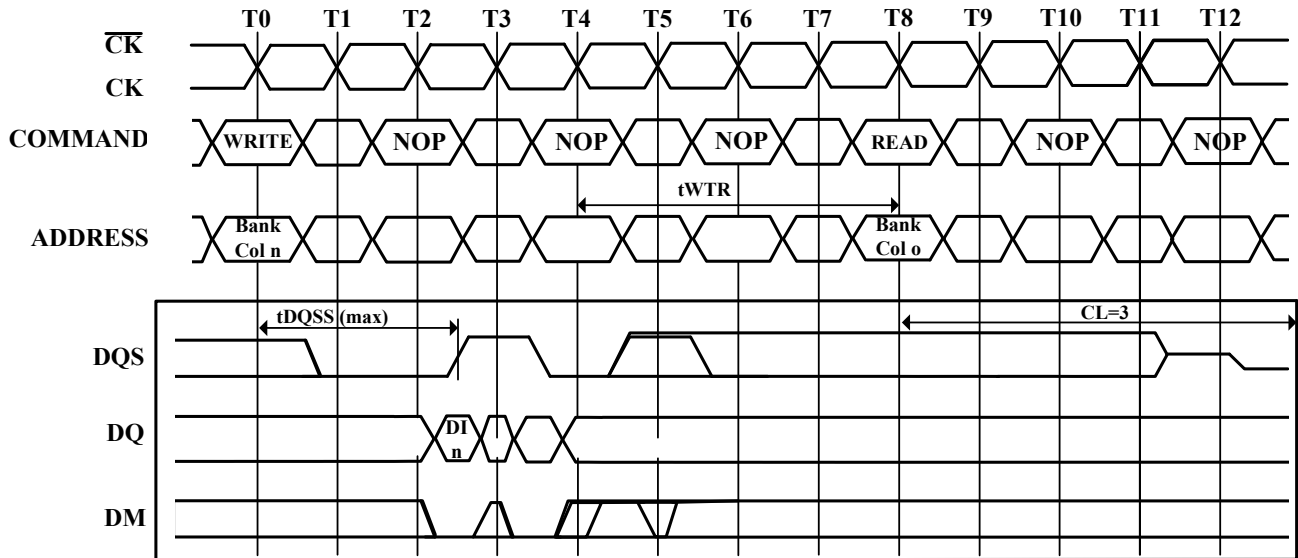 T0 T1 T2 T3 T4 T5 T6 T7 T8 T9 T10 T11 T12
CK
CK
COMMAND
WRITE NOP NOP NOP READ NOP NOP
tWTR
ADDRESS
Bank
Col n
Bank
Col o
tDQSS (max)
CL=3
DQS
DQ
DI
n
DM